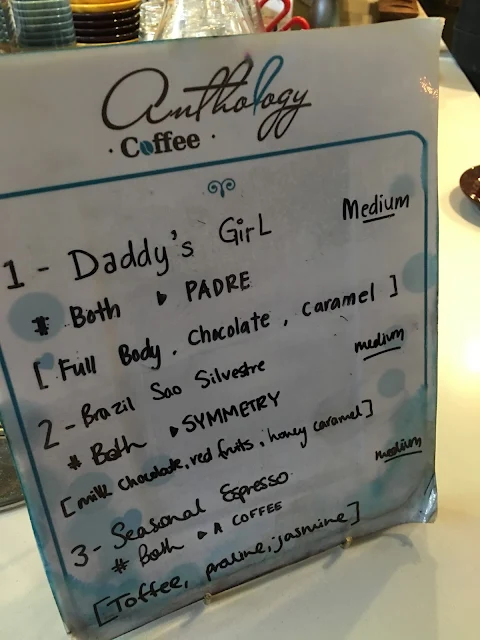 Anthology
· Coffee ·
1 - Daddy's Girl Medium
# Both ▸ PADRE
[ Full Body, Chocolate, caramel ]
2 - Brazil Sao Silvestre medium
# Both ▸ SYMMETRY
[milk chocolate, red fruits, honey caramel]
3 - Seasonal Espresso medium
# Both ▸ A COFFEE
[Toffee, praline, jasmine]